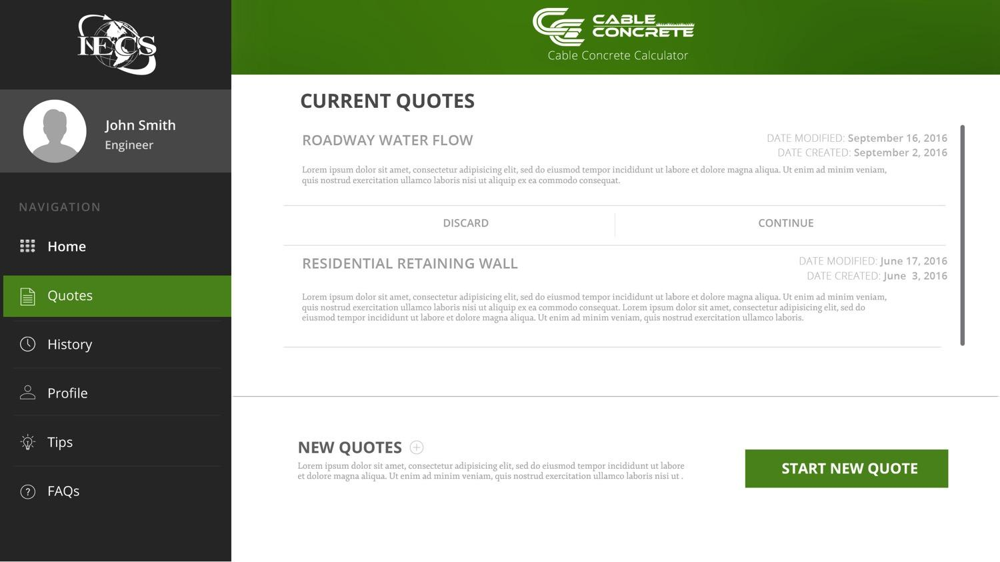 IECS
John Smith
Engineer
NAVIGATION
Home
Quotes
History
Profile
Tips
FAQs
CABLE
CONCRETE
Cable Concrete Calculator
CURRENT QUOTES
ROADWAY WATER FLOW
DATE MODIFIED: September 16, 2016
DATE CREATED: September 2, 2016
Lorem ipsum dolor sit amet, consectetur adipisicing elit, sed do eiusmod tempor incididunt ut labore et dolore magna aliqua. Ut enim ad minim veniam,
quis nostrud exercitation ullamco laboris nisi ut aliquip ex ea commodo consequat.
DISCARD
CONTINUE
RESIDENTIAL RETAINING WALL
DATE MODIFIED: June 17, 2016
DATE CREATED: June  3, 2016
Lorem ipsum dolor sit amet, consectetur adipisicing elit, sed do eiusmod tempor incididunt ut labore et dolore magna aliqua. Ut enim ad minim veniam,
quis nostrud exercitation ullamco laboris nisi ut aliquip ex ea commodo consequat. Lorem ipsum dolor sit amet, consectetur adipisicing elit, sed do
eiusmod tempor incididunt ut labore et dolore magna aliqua. Ut enim ad minim veniam, quis nostrud exercitation ullamco laboris.
NEW QUOTES
Lorem ipsum dolor sit amet, consectetur adipisicing elit, sed do eiusmod tempor incididunt ut labore
et dolore magna aliqua. Ut enim ad minim veniam, quis nostrud exercitation ullamco laboris nisi ut .
START NEW QUOTE